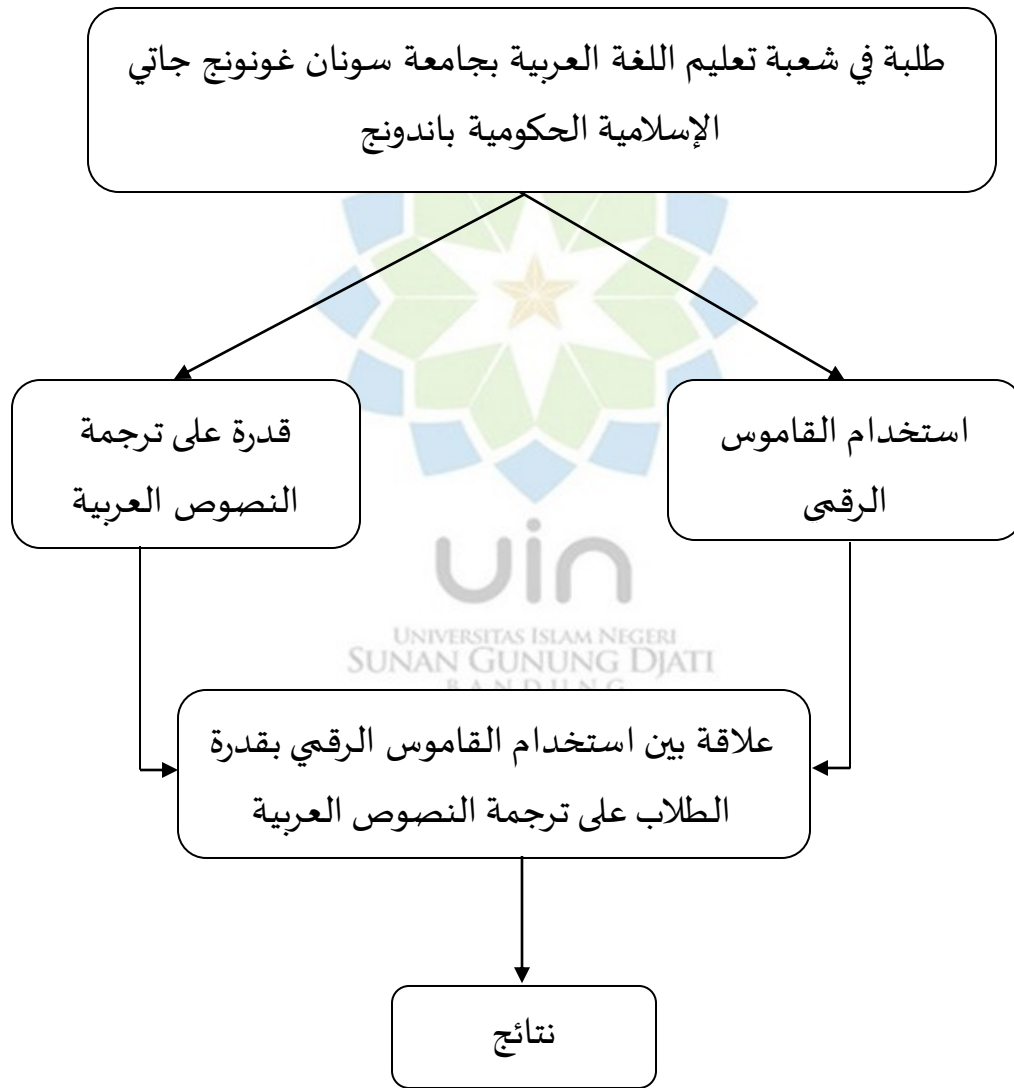 طلبة في شعبة تعليم اللغة العربية بجامعة سونان غونونج جاتي
الإسلامية الحكومية باندونج
استخدام القاموس
الرقمى
قدرة على ترجمة
النصوص العربية
uin
UNIVERSITAS ISLAM NEGERI
SUNAN GUNUNG DJATI
BANDUNG
علاقة بين استخدام القاموس الرقمي بقدرة
الطلاب على ترجمة النصوص العربية
نتائج